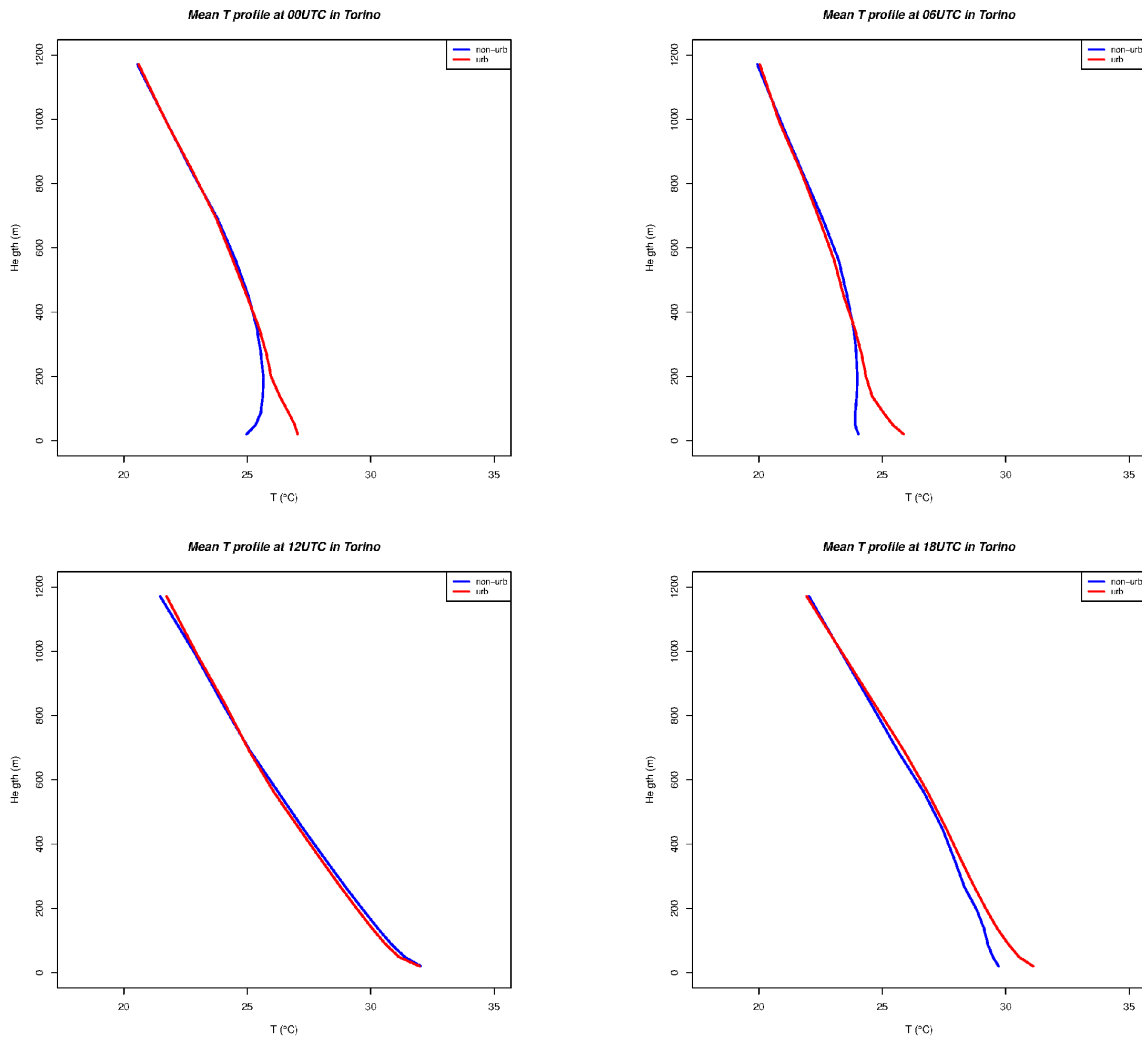 Mean T profile at 00UTC in Torino
non-urb
urb
1200
1000
800
600
400
200
0
Heigth (m)
20 25 30 35
T (°C)
Mean T profile at 06UTC in Torino
non-urb
urb
1200
1000
800
600
400
200
0
Heigth (m)
20 25 30 35
T (°C)
Mean T profile at 12UTC in Torino
non-urb
urb
1200
1000
800
600
400
200
0
Heigth (m)
20 25 30 35
T (°C)
Mean T profile at 18UTC in Torino
non-urb
urb
1200
1000
800
600
400
200
0
Heigth (m)
20 25 30 35
T (°C)